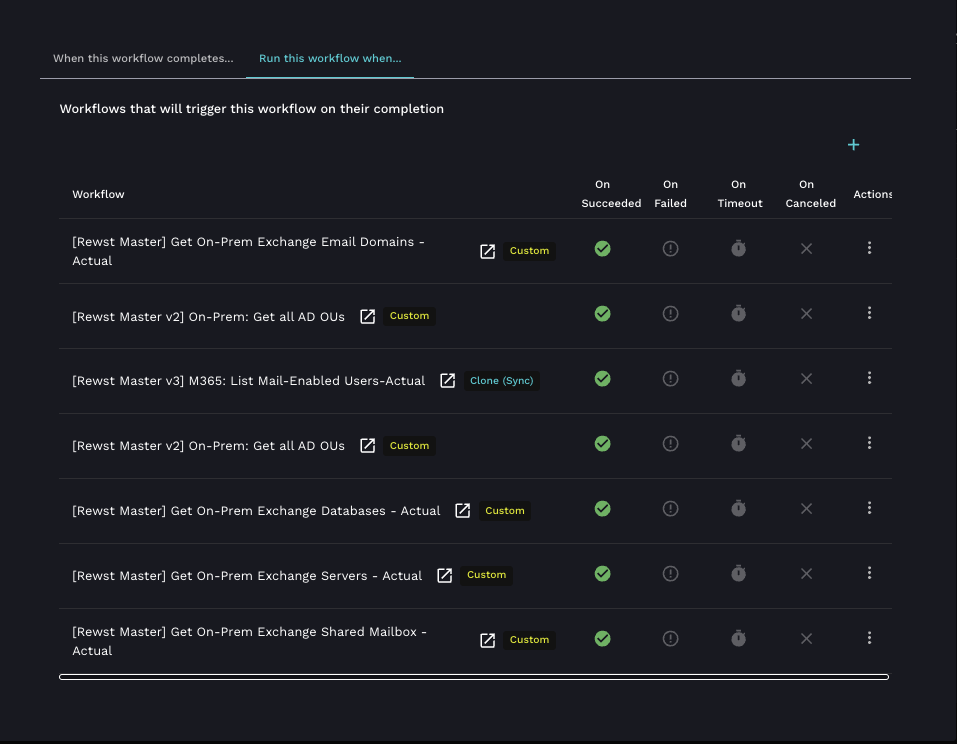 When this workflow completes...
Run this workflow when...
Workflows that will trigger this workflow on their completion
+
Workflow
On Succeeded
On Failed
On Timeout
On Canceled
Actions
[Rewst Master] Get On-Prem Exchange Email Domains -
Actual
Custom
[Rewst Master v2] On-Prem: Get all AD OUs
Custom
[Rewst Master v3] M365: List Mail-Enabled Users-Actual
Clone (Sync)
[Rewst Master v2] On-Prem: Get all AD OUs
Custom
[Rewst Master] Get On-Prem Exchange Databases - Actual
Custom
[Rewst Master] Get On-Prem Exchange Servers - Actual
Custom
[Rewst Master] Get On-Prem Exchange Shared Mailbox -
Actual
Custom